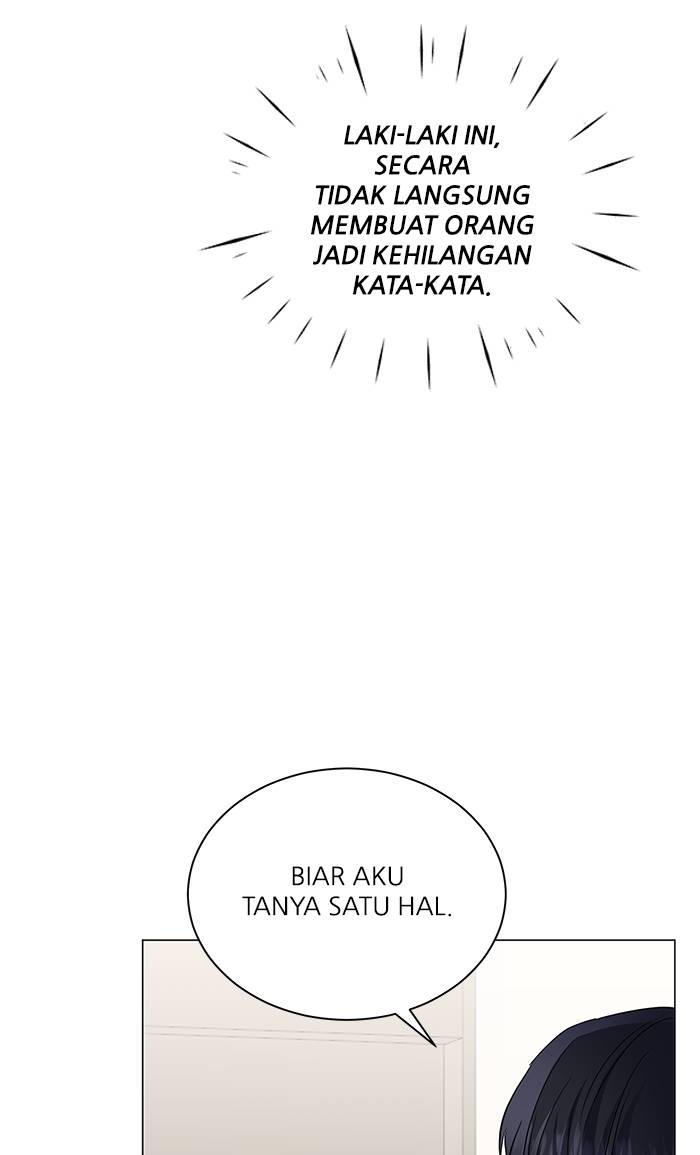 LAKI-LAKI INI,
SECARA
TIDAK LANGSUNG
MEMBUAT ORANG
JADI KEHILANGAN
KATA-KATA.
BIAR AKU
TANYA SATU HAL.